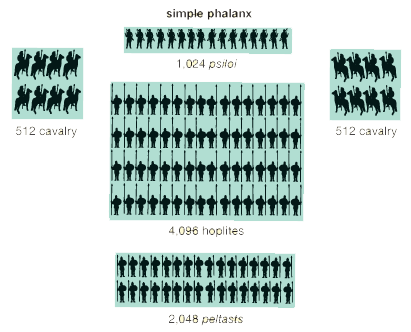 simple phalanx
1,024 psiloi
512 cavalry
512 cavalry
4,096 hoplites
2,048 peltasts